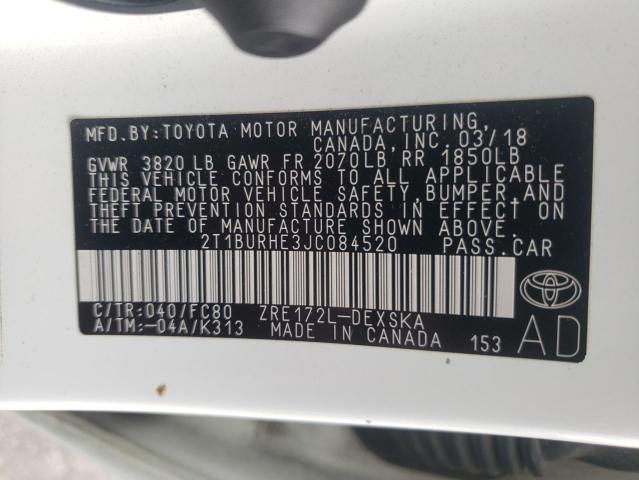 MFD.BY:TOYOTA MOTOR MANUFACTURING,
CANADA, INC. 03/18
GVWR 3820 LB GAWR FR 2070LB RR 1850LB
THIS VEHICLE CONFORMS TO ALL APPLICABLE
FEDERAL MOTOR VEHICLE SAFETY, BUMPER, AND
THEFT PREVENTION STANDARDS IN EFFECT ON
THE DATE OF MANUFACTURE SHOWN ABOVE.
2T1BURHE3JC084520 PASS.CAR
C/TR:040/FC80 ZRE172L-DEXSKA
A/TM:-04A/K313 MADE IN CANADA 153 AD